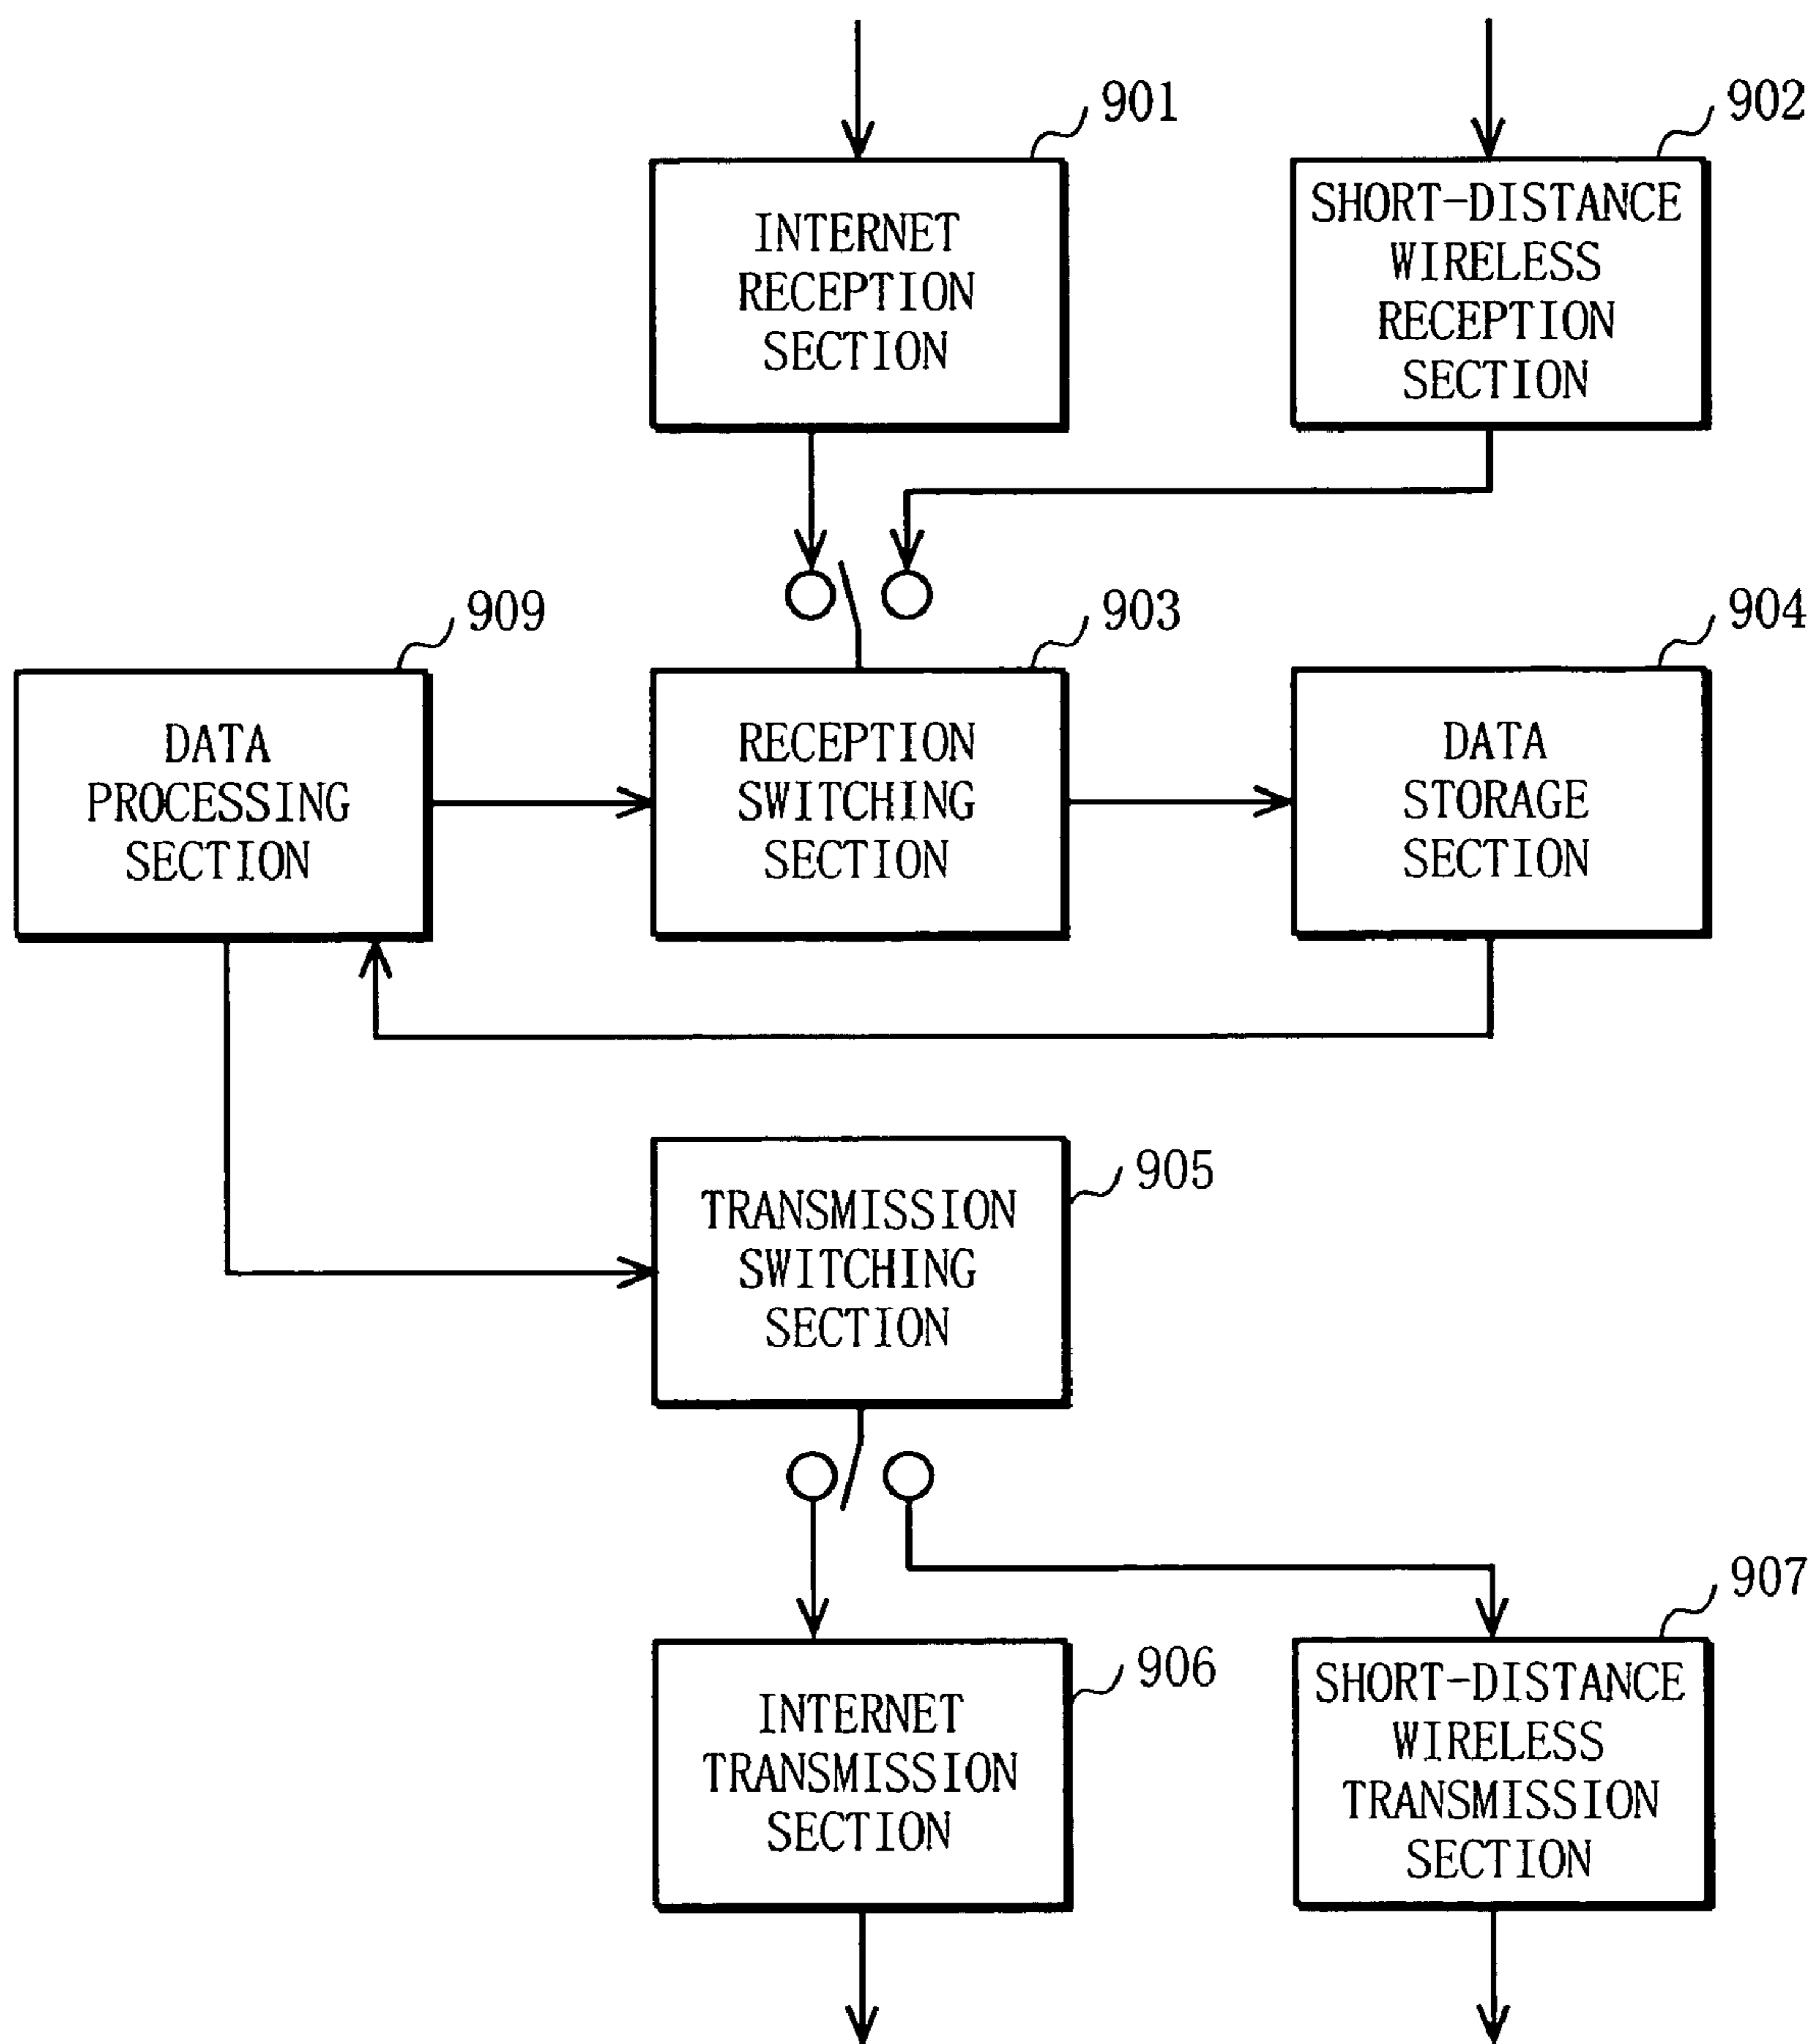 901
INTERNET
RECEPTION
SECTION
902
SHORT-DISTANCE
WIRELESS
RECEPTION
SECTION
909
DATA
PROCESSING
SECTION
903
RECEPTION
SWITCHING
SECTION
904
DATA
STORAGE
SECTION
905
TRANSMISSION
SWITCHING
SECTION
906
INTERNET
TRANSMISSION
SECTION
907
SHORT-DISTANCE
WIRELESS
TRANSMISSION
SECTION